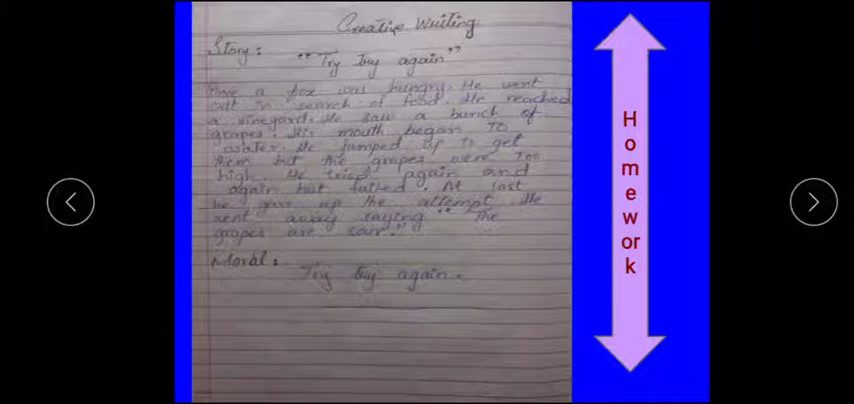 Creative Writing
Story:
"Try Try again"
Once a fox was hungry. He went
out in search of food. He reached
a vineyard. He saw a bunch of
grapes. His mouth began To
water. He jumped up to get
them but the grapes were Too
high. He tried again and
again but failed. At last
he gave up the attempt. He
went away saying " The
grapes are sour."
Moral:
Try try again.
Homework